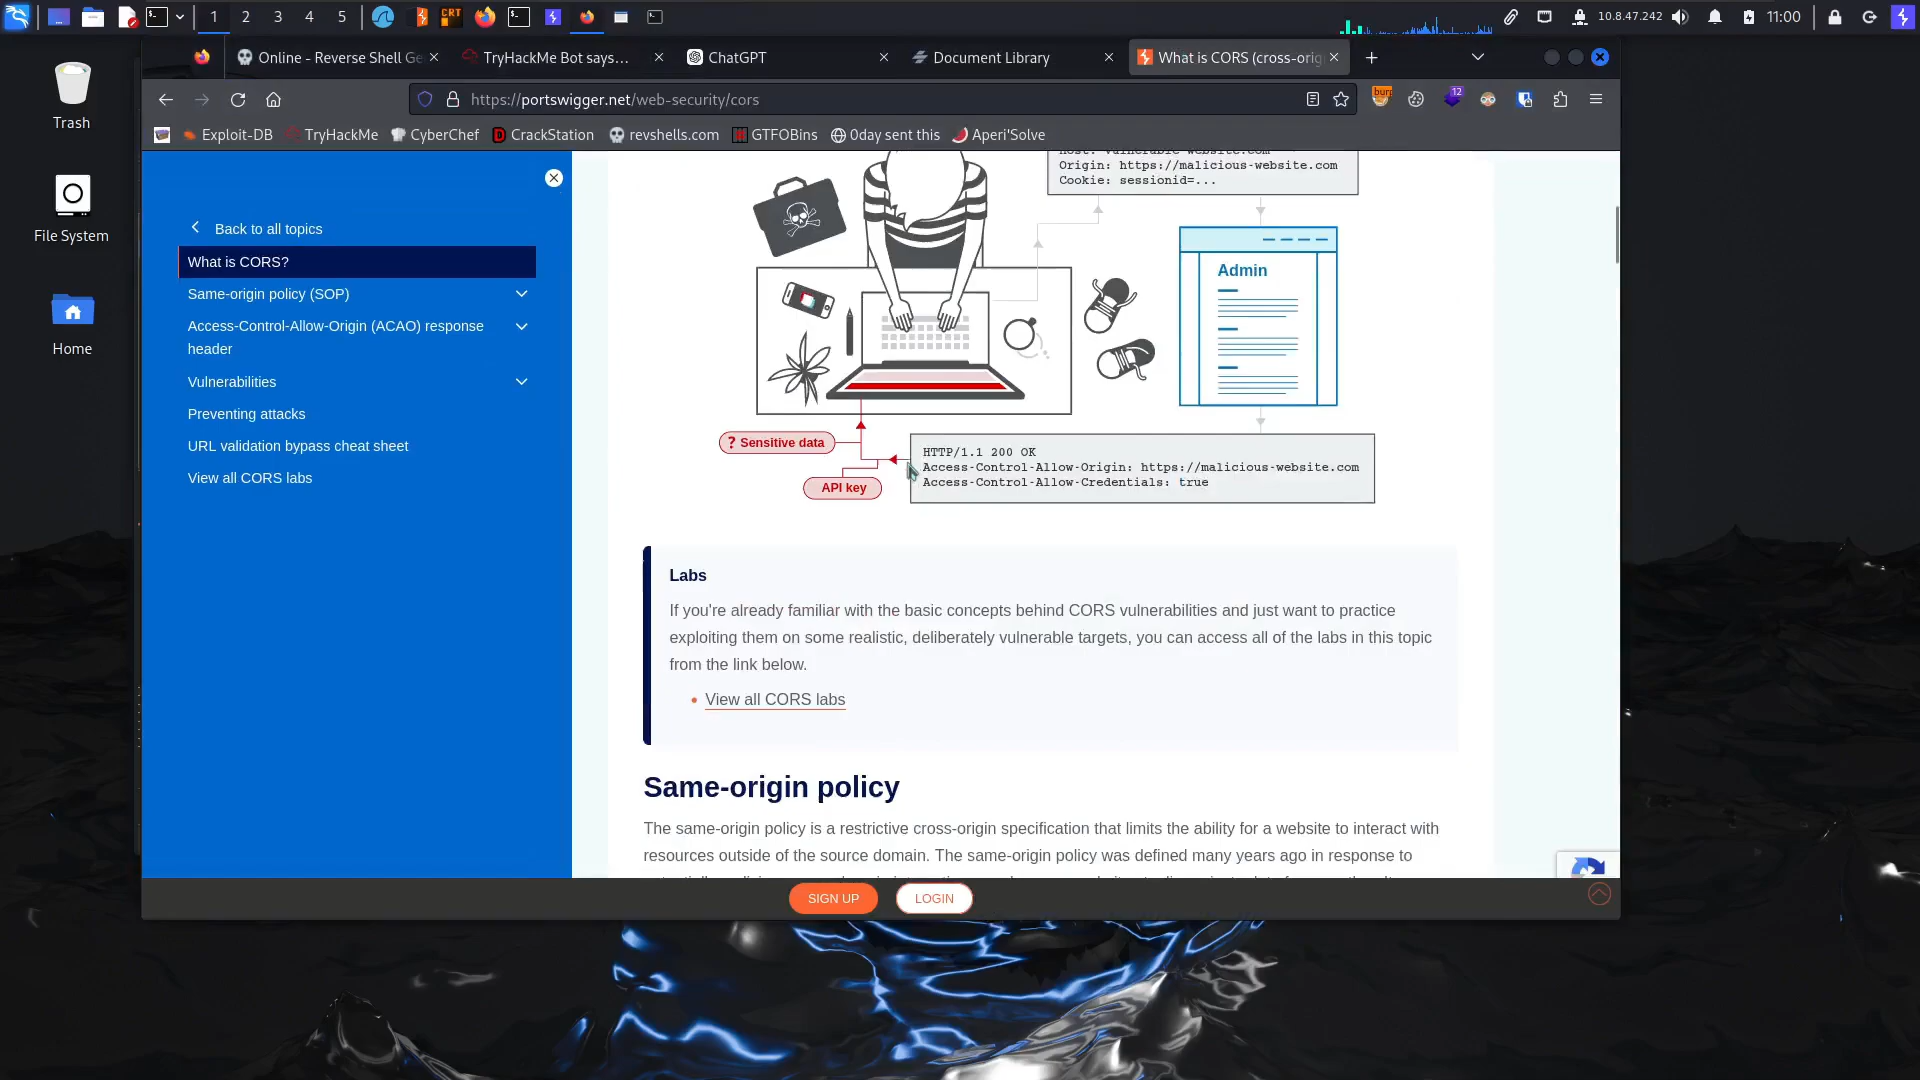 1 2 3 4 5
CRT
10.8.47.242
11:00
Trash
File System
Home
Online - Reverse Shell Ge
TryHackMe Bot says…
ChatGPT
Document Library
What is CORS (cross-orig
https://portswigger.net/web-security/cors
burp
12
Exploit-DB
TryHackMe
CyberChef
CrackStation
revshells.com
GTFOBins
0day sent this
Aperi'Solve
Back to all topics
What is CORS?
Same-origin policy (SOP)
Access-Control-Allow-Origin (ACAO) response
header
Vulnerabilities
Preventing attacks
URL validation bypass cheat sheet
View all CORS labs
Host: vulnerable-website.com
Origin: https://malicious-website.com
Cookie: sessionid=...
Admin
? Sensitive data
API key
HTTP/1.1 200 OK
Access-Control-Allow-Origin: https://malicious-website.com
Access-Control-Allow-Credentials: true
Labs
If you're already familiar with the basic concepts behind CORS vulnerabilities and just want to practice
exploiting them on some realistic, deliberately vulnerable targets, you can access all of the labs in this topic
from the link below.
• View all CORS labs
Same-origin policy
The same-origin policy is a restrictive cross-origin specification that limits the ability for a website to interact with
resources outside of the source domain. The same-origin policy was defined many years ago in response to
SIGN UP
LOGIN